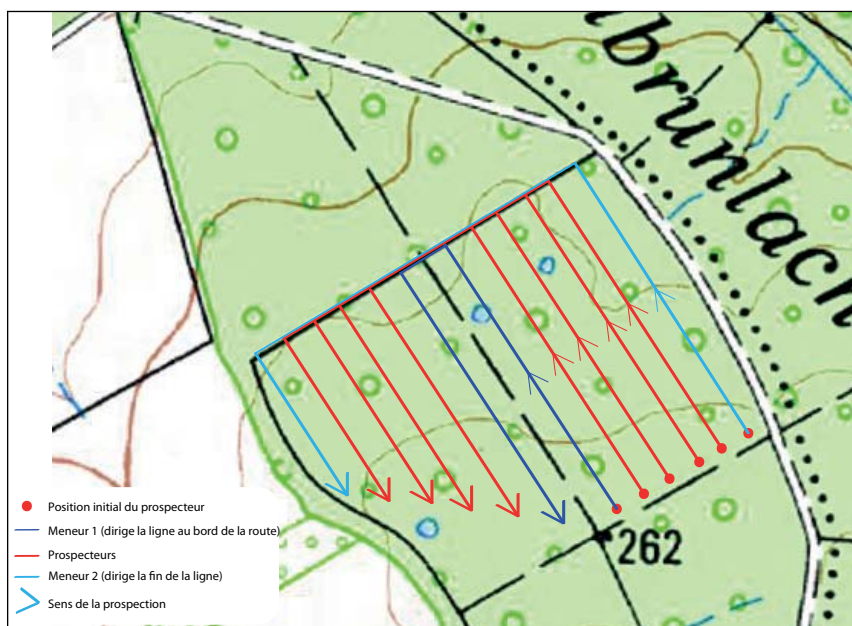 abrunlach
262
Position initial du prospecteur
Meneur 1 (dirige la ligne au bord de la route)
Prospecteurs
Meneur 2 (dirige la fin de la ligne)
Sens de la prospection